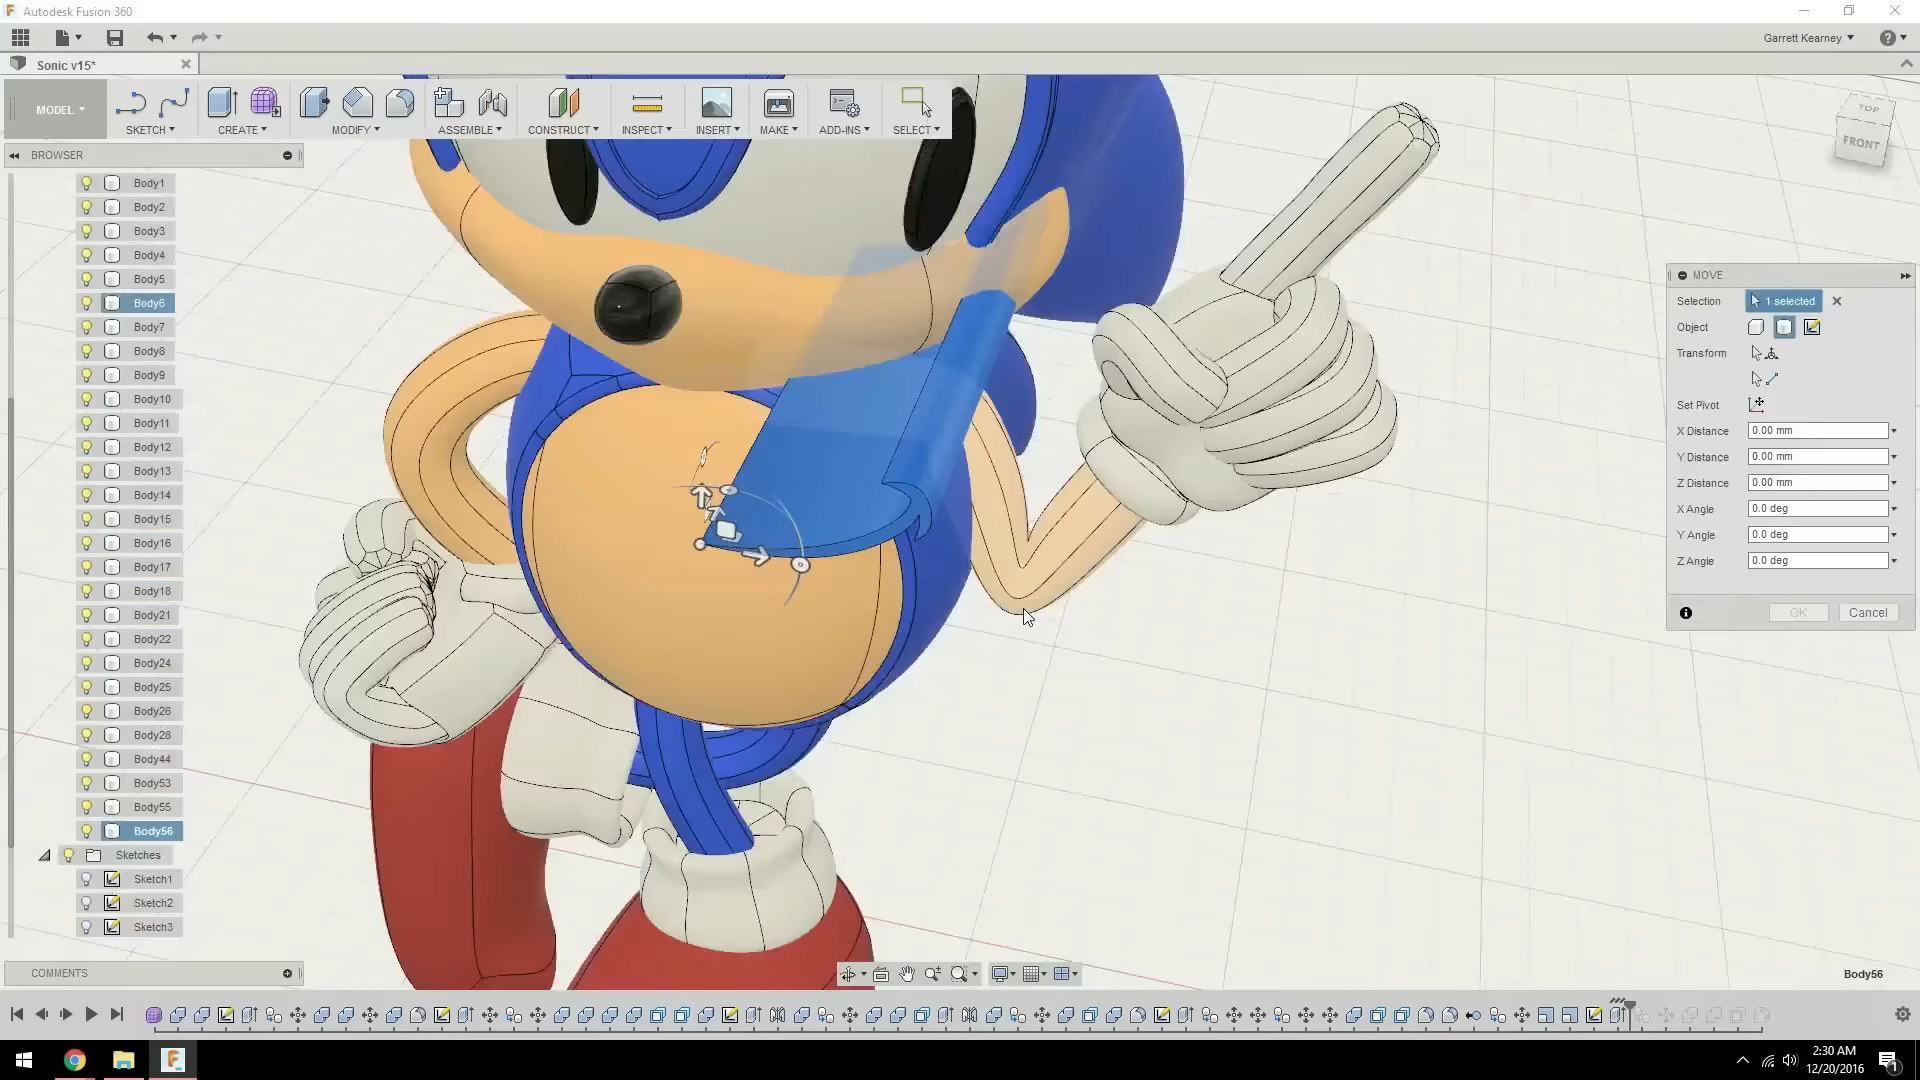 Autodesk Fusion 360
Garrett Kearney
Sonic v15*
MODEL
SKETCH
CREATE
MODIFY
ASSEMBLE
CONSTRUCT
INSPECT
INSERT
MAKE
ADD-INS
SELECT
TOP
FRONT
BROWSER
Body1
Body2
Body3
Body4
Body5
Body6
Body7
Body8
Body9
Body10
Body11
Body12
Body13
Body14
Body15
Body16
Body17
Body18
Body21
Body22
Body24
Body25
Body26
Body28
Body44
Body53
Body55
Body56
Sketches
Sketch1
Sketch2
Sketch3
MOVE
Selection 1 selected
Object
Transform
Set Pivot
X Distance 0.00 mm
Y Distance 0.00 mm
Z Distance 0.00 mm
X Angle 0.0 deg
Y Angle 0.0 deg
Z Angle 0.0 deg
OK Cancel
COMMENTS
Body56
2:30 AM
12/20/2016
1